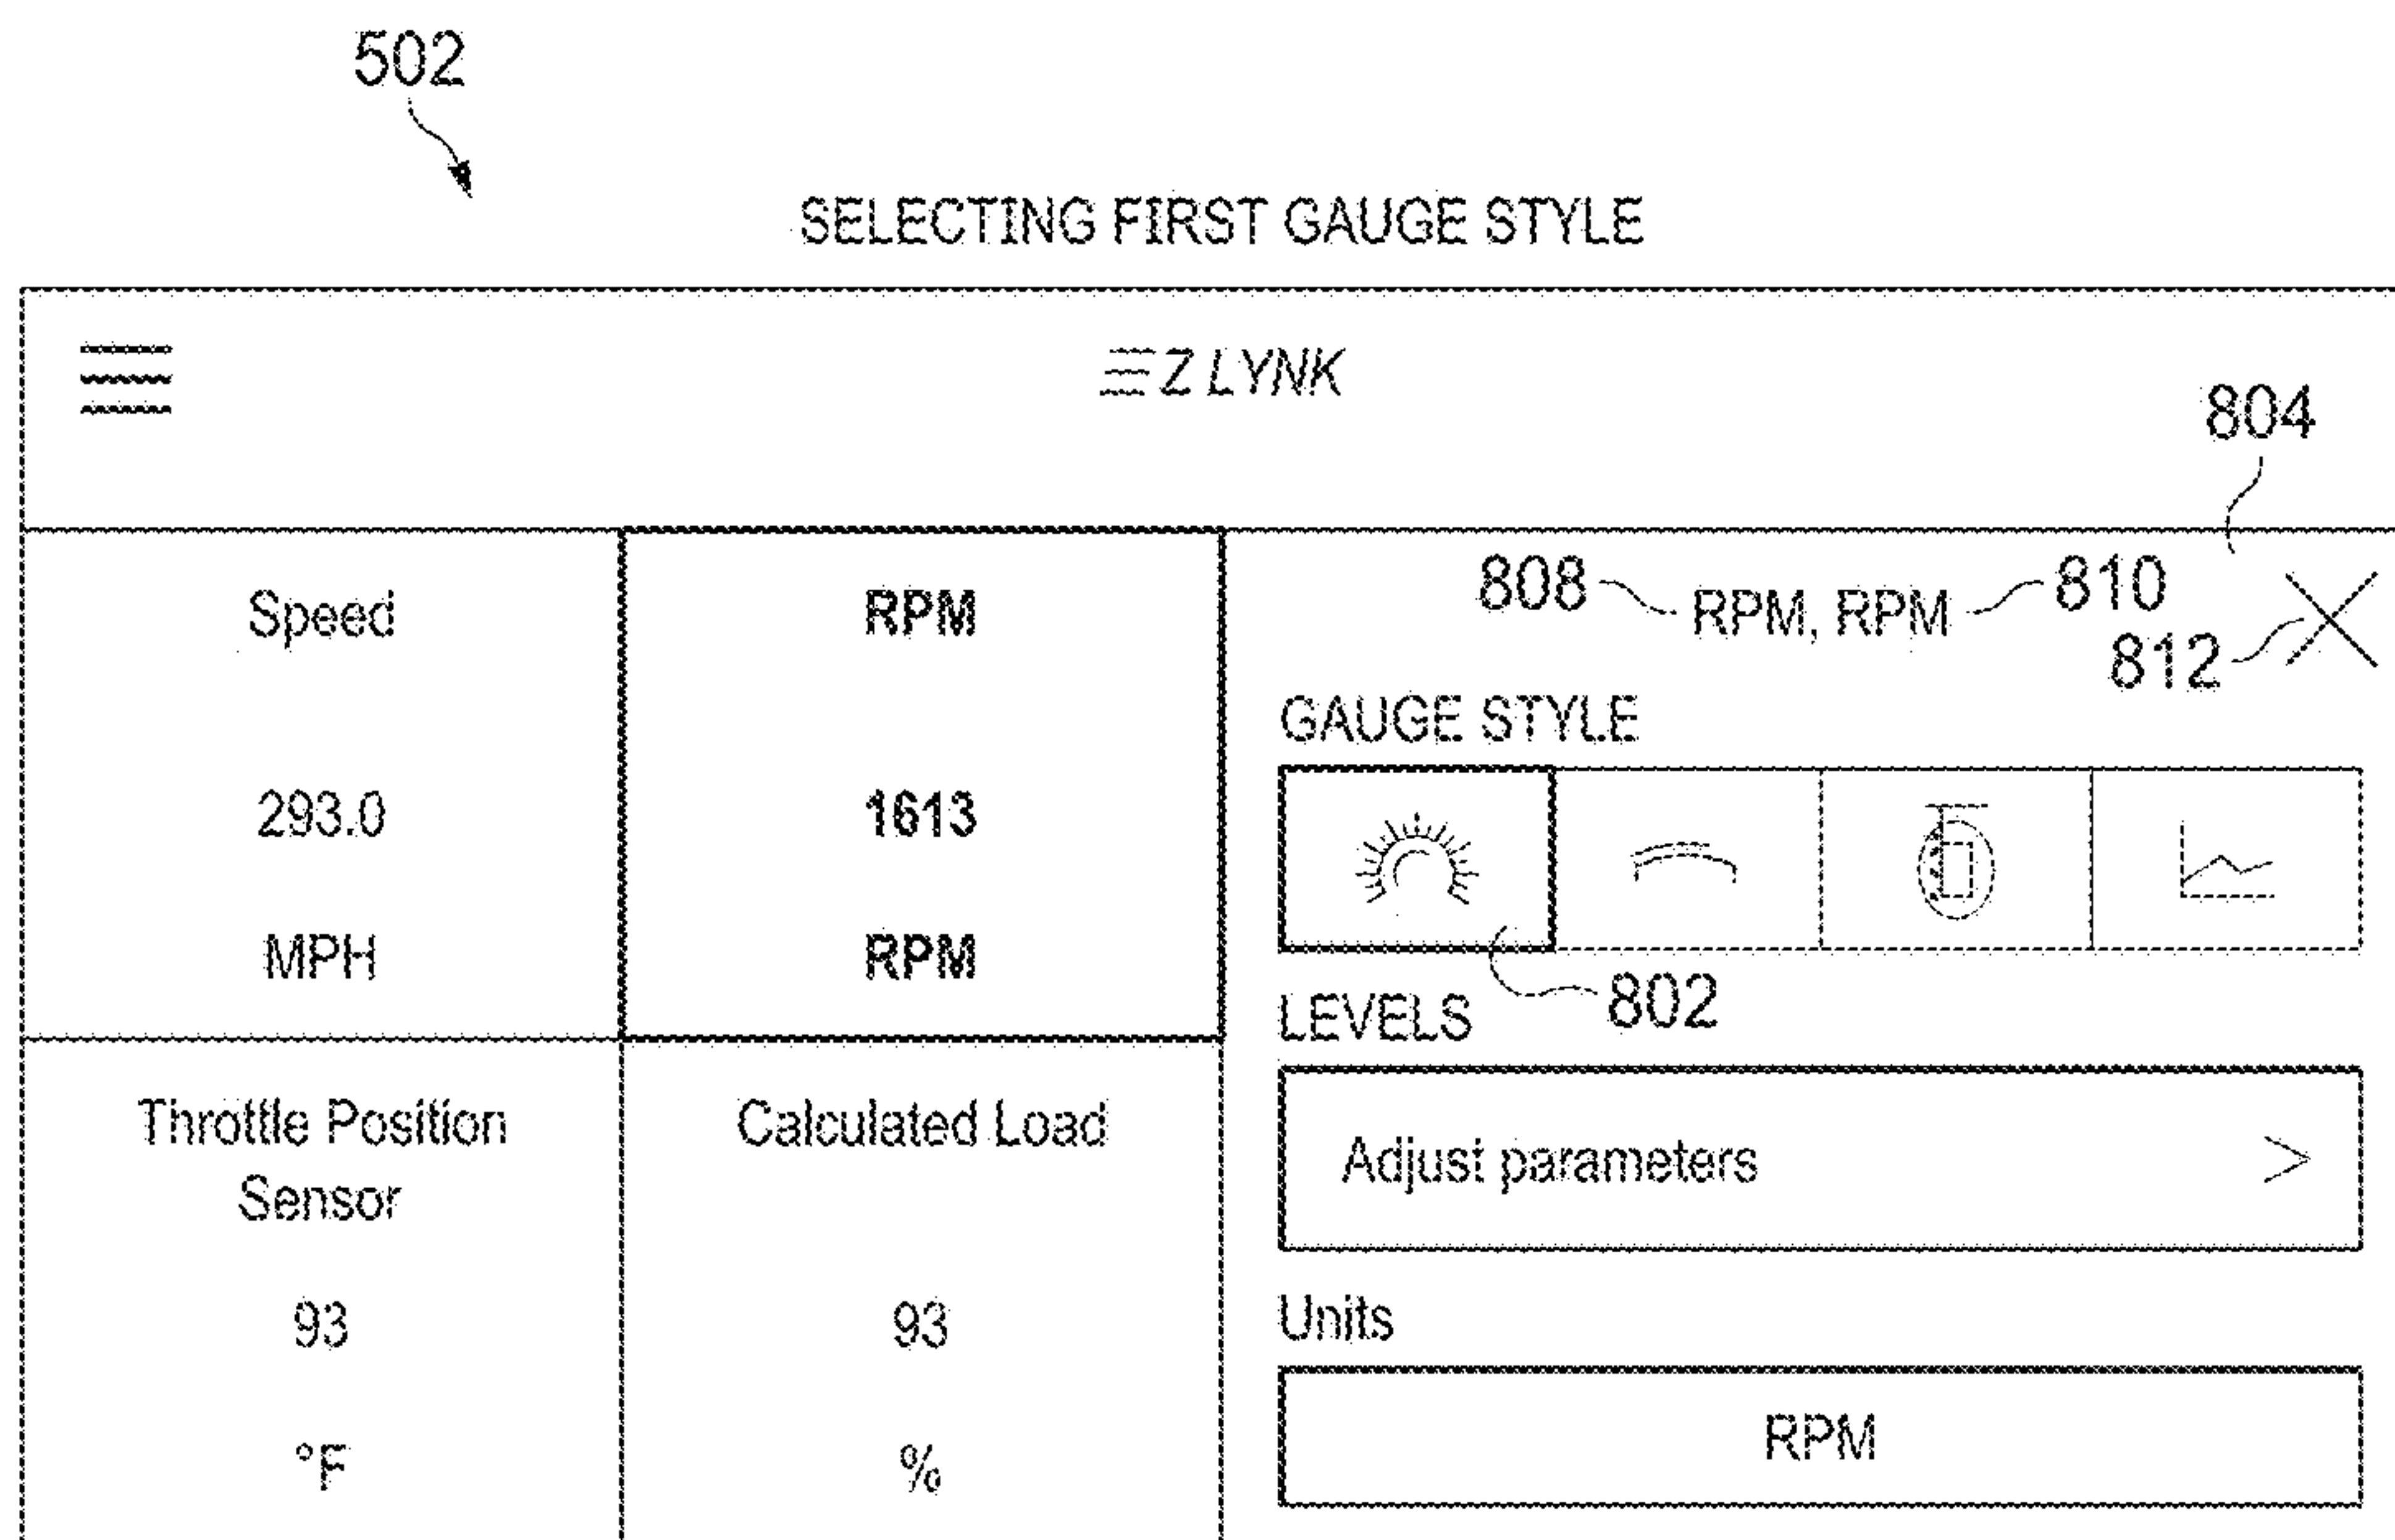 502
SELECTING FIRST GAUGE STYLE
EZ LYNK
804
Speed
293.0
MPH
RPM
1613
RPM
808 RPM, RPM 810
812
GAUGE STYLE
802
LEVELS
Adjust parameters >
Throttle Position
Sensor
93
°F
Calculated Load
93
%
Units
RPM